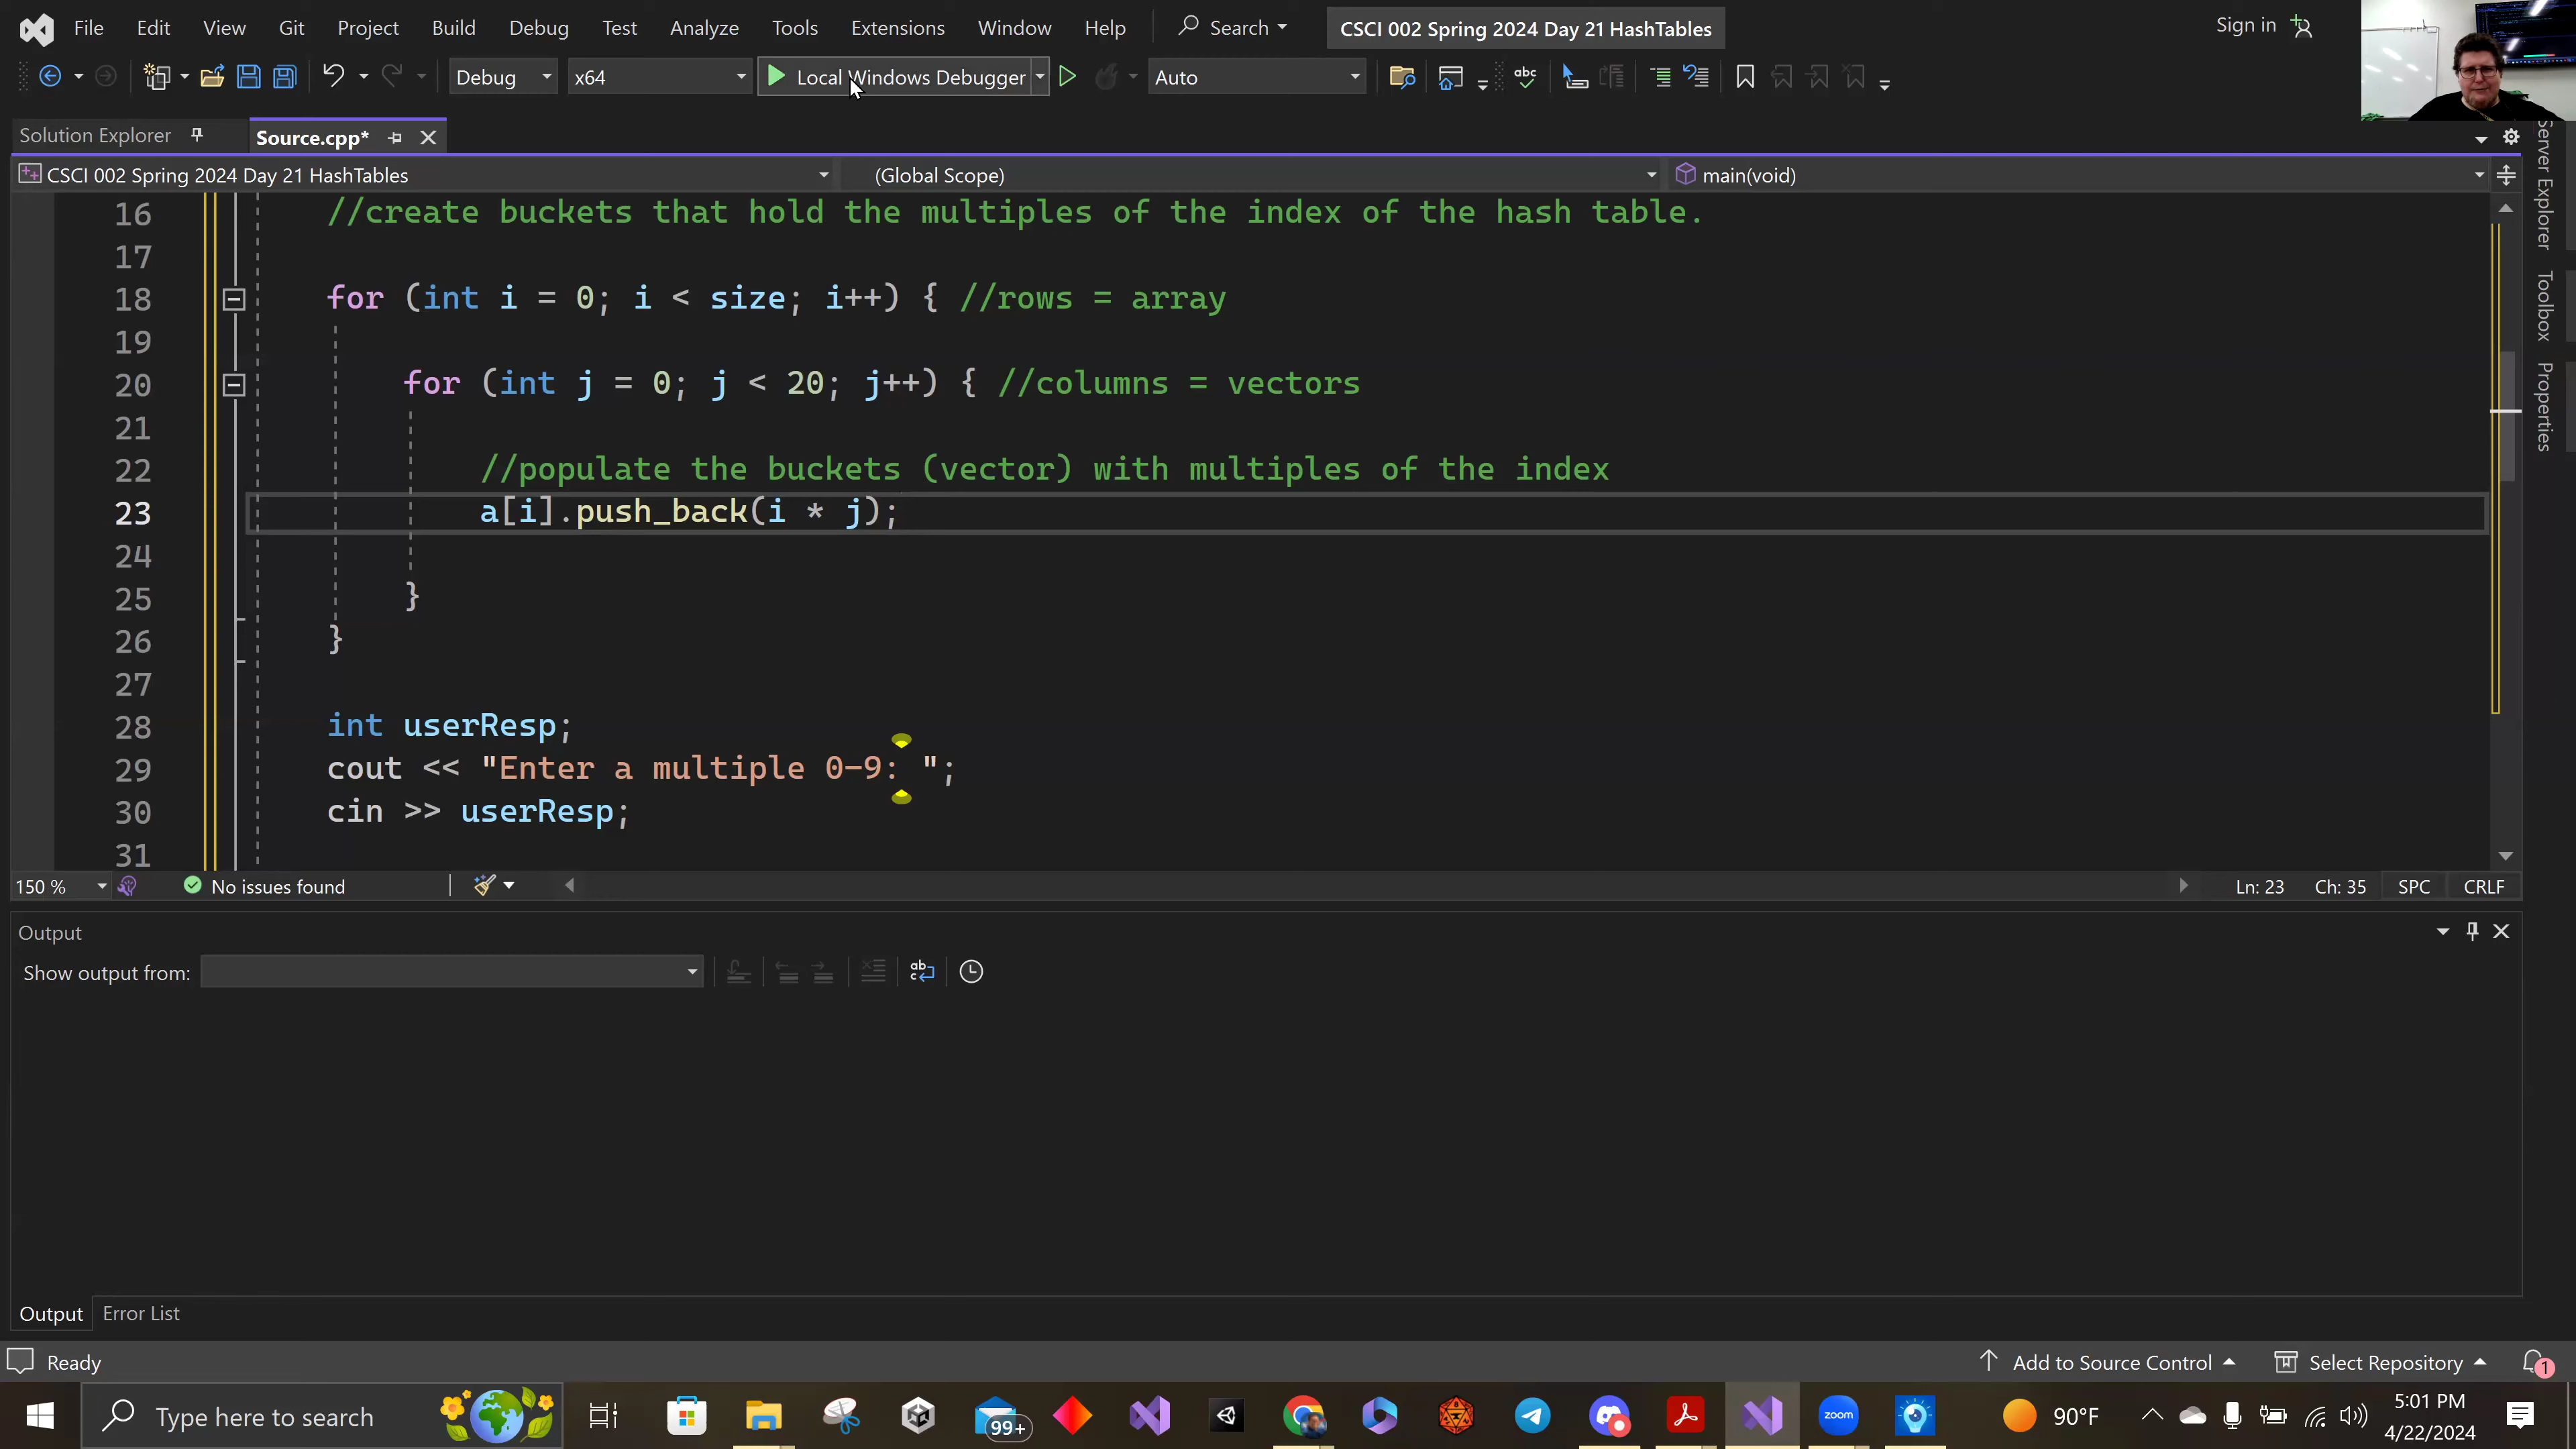 File Edit View Git Project Build Debug Test Analyze Tools Extensions Window Help Search CSCI 002 Spring 2024 Day 21 HashTables Sign in
Debug x64 Local Windows Debugger Auto
Solution Explorer Source.cpp*
CSCI 002 Spring 2024 Day 21 HashTables (Global Scope) main(void)
16 //create buckets that hold the multiples of the index of the hash table.
17
18 for (int i = 0; i < size; i++) { //rows = array
19
20 for (int j = 0; j < 20; j++) { //columns = vectors
21
22 //populate the buckets (vector) with multiples of the index
23 a[i].push_back(i * j);
24
25 }
26 }
27
28 int userResp;
29 cout << "Enter a multiple 0-9: ";
30 cin >> userResp;
31
Server Explorer
Toolbox
Properties
150 % No issues found Ln: 23 Ch: 35 SPC CRLF
Output
Show output from:
Output Error List
Ready Add to Source Control Select Repository 1
Type here to search 99+ zoom 90°F 5:01 PM
4/22/2024